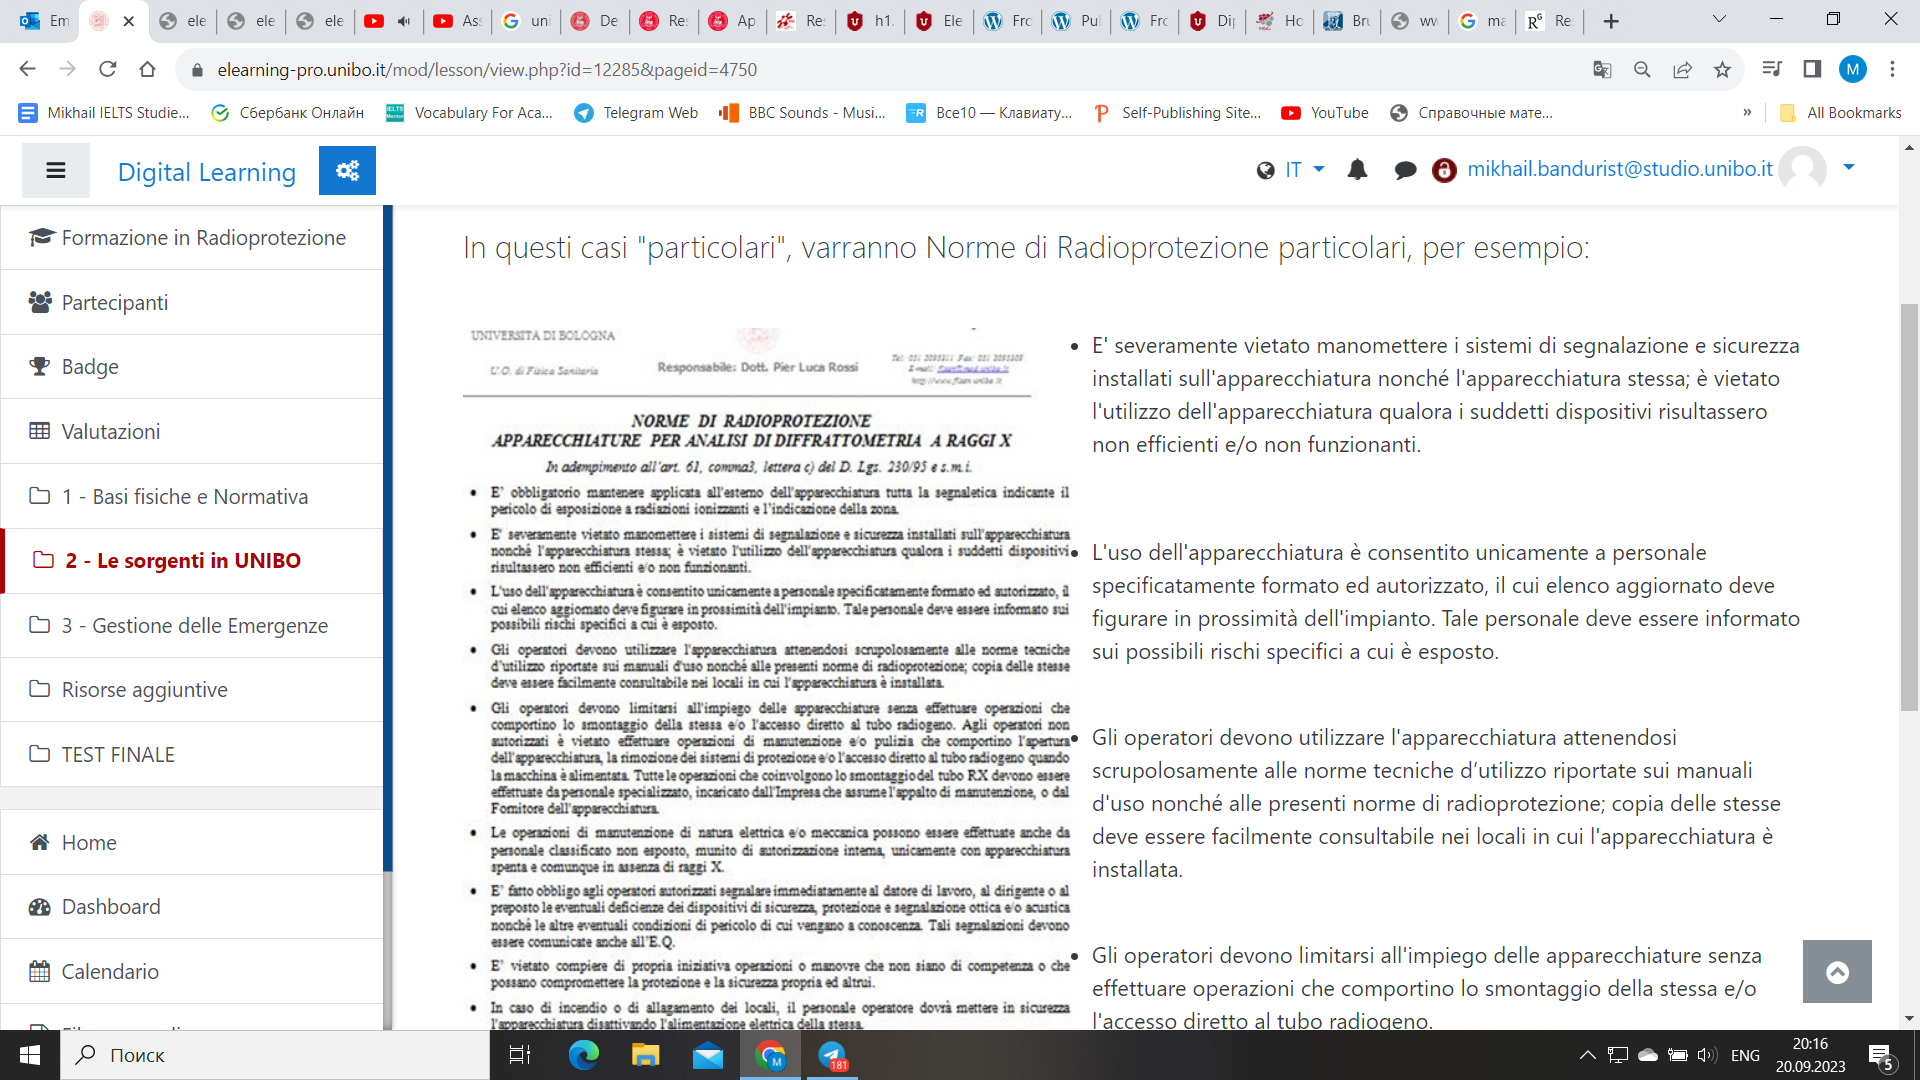 Em
ele
ele
ele
Ass
uni
De
Res
Ap
Res
h1.
Ele
Fro
Pul
Fro
Dip
Ho
Bru
ww
ma
Re
elearning-pro.unibo.it/mod/lesson/view.php?id=12285&pageid=4750
M
Mikhail IELTS Studie...
Сбербанк Онлайн
Vocabulary For Aca...
Telegram Web
BBC Sounds - Musi...
Все10 — Клавиату...
Self-Publishing Site...
YouTube
Справочные мате...
»
All Bookmarks
Digital Learning
IT
mikhail.bandurist@studio.unibo.it
Formazione in Radioprotezione
Partecipanti
Badge
Valutazioni
1 - Basi fisiche e Normativa
2 - Le sorgenti in UNIBO
3 - Gestione delle Emergenze
Risorse aggiuntive
TEST FINALE
Home
Dashboard
Calendario
In questi casi "particolari", varranno Norme di Radioprotezione particolari, per esempio:
UNIVERSITÀ DI BOLOGNA
U.O. di Fisica Sanitaria
Responsabile: Dott. Pier Luca Rossi
NORME DI RADIOPROTEZIONE
APPARECCHIATURE PER ANALISI DI DIFFRATTOMETRIA A RAGGI X
In adempimento all'art. 61, comma3, lettera c) del D. Lgs. 230/95 e s.m.i.
• E' obbligatorio mantenere applicata all'esterno dell'apparecchiatura tutta la segnaletica indicante il
pericolo di esposizione a radiazioni ionizzanti e l'indicazione della zona.
• E' severamente vietato manomettere i sistemi di segnalazione e sicurezza installati sull'apparecchiatura
nonché l'apparecchiatura stessa; è vietato l'utilizzo dell'apparecchiatura qualora i suddetti dispositivi
risultassero non efficienti e/o non funzionanti.
• L'uso dell'apparecchiatura è consentito unicamente a personale specificatamente formato ed autorizzato, il
cui elenco aggiornato deve figurare in prossimità dell'impianto. Tale personale deve essere informato sui
possibili rischi specifici a cui è esposto.
• Gli operatori devono utilizzare l'apparecchiatura attenendosi scrupolosamente alle norme tecniche
d'utilizzo riportate sui manuali d'uso nonché alle presenti norme di radioprotezione; copia delle stesse
deve essere facilmente consultabile nei locali in cui l'apparecchiatura è installata.
• Gli operatori devono limitarsi all'impiego delle apparecchiature senza effettuare operazioni che
comportino lo smontaggio della stessa e/o l'accesso diretto al tubo radiogeno. Agli operatori non
autorizzati è vietato effettuare operazioni di manutenzione e/o pulizia che comportino l'apertura
dell'apparecchiatura, la rimozione dei sistemi di protezione e/o l'accesso diretto al tubo radiogeno quando
la macchina è alimentata. Tutte le operazioni che coinvolgono lo smontaggio del tubo RX devono essere
effettuate da personale specializzato, incaricato dall'Impresa che assume l'appalto di manutenzione, o dal
Fornitore dell'apparecchiatura.
• Le operazioni di manutenzione di natura elettrica e/o meccanica possono essere effettuate anche da
personale classificato non esposto, munito di autorizzazione interna, unicamente con apparecchiatura
spenta e comunque in assenza di raggi X.
• E' fatto obbligo agli operatori autorizzati segnalare immediatamente al datore di lavoro, al dirigente o al
preposto le eventuali deficienze dei dispositivi di sicurezza, protezione e segnalazione ottica e/o acustica
nonché le altre eventuali condizioni di pericolo di cui vengano a conoscenza. Tali segnalazioni devono
essere comunicate anche all'E.Q.
• E' vietato compiere di propria iniziativa operazioni o manovre che non siano di competenza o che
possano compromettere la protezione e la sicurezza propria ed altrui.
• In caso di incendio o di allagamento dei locali, il personale operatore dovrà mettere in sicurezza
l'apparecchiatura disattivando l'alimentazione elettrica della stessa.
• E' severamente vietato manomettere i sistemi di segnalazione e sicurezza
installati sull'apparecchiatura nonché l'apparecchiatura stessa; è vietato
l'utilizzo dell'apparecchiatura qualora i suddetti dispositivi risultassero
non efficienti e/o non funzionanti.
• L'uso dell'apparecchiatura è consentito unicamente a personale
specificatamente formato ed autorizzato, il cui elenco aggiornato deve
figurare in prossimità dell'impianto. Tale personale deve essere informato
sui possibili rischi specifici a cui è esposto.
• Gli operatori devono utilizzare l'apparecchiatura attenendosi
scrupolosamente alle norme tecniche d’utilizzo riportate sui manuali
d'uso nonché alle presenti norme di radioprotezione; copia delle stesse
deve essere facilmente consultabile nei locali in cui l'apparecchiatura è
installata.
• Gli operatori devono limitarsi all'impiego delle apparecchiature senza
effettuare operazioni che comportino lo smontaggio della stessa e/o
l'accesso diretto al tubo radiogeno.
Поиск
M
181
ENG
20:16
20.09.2023
5